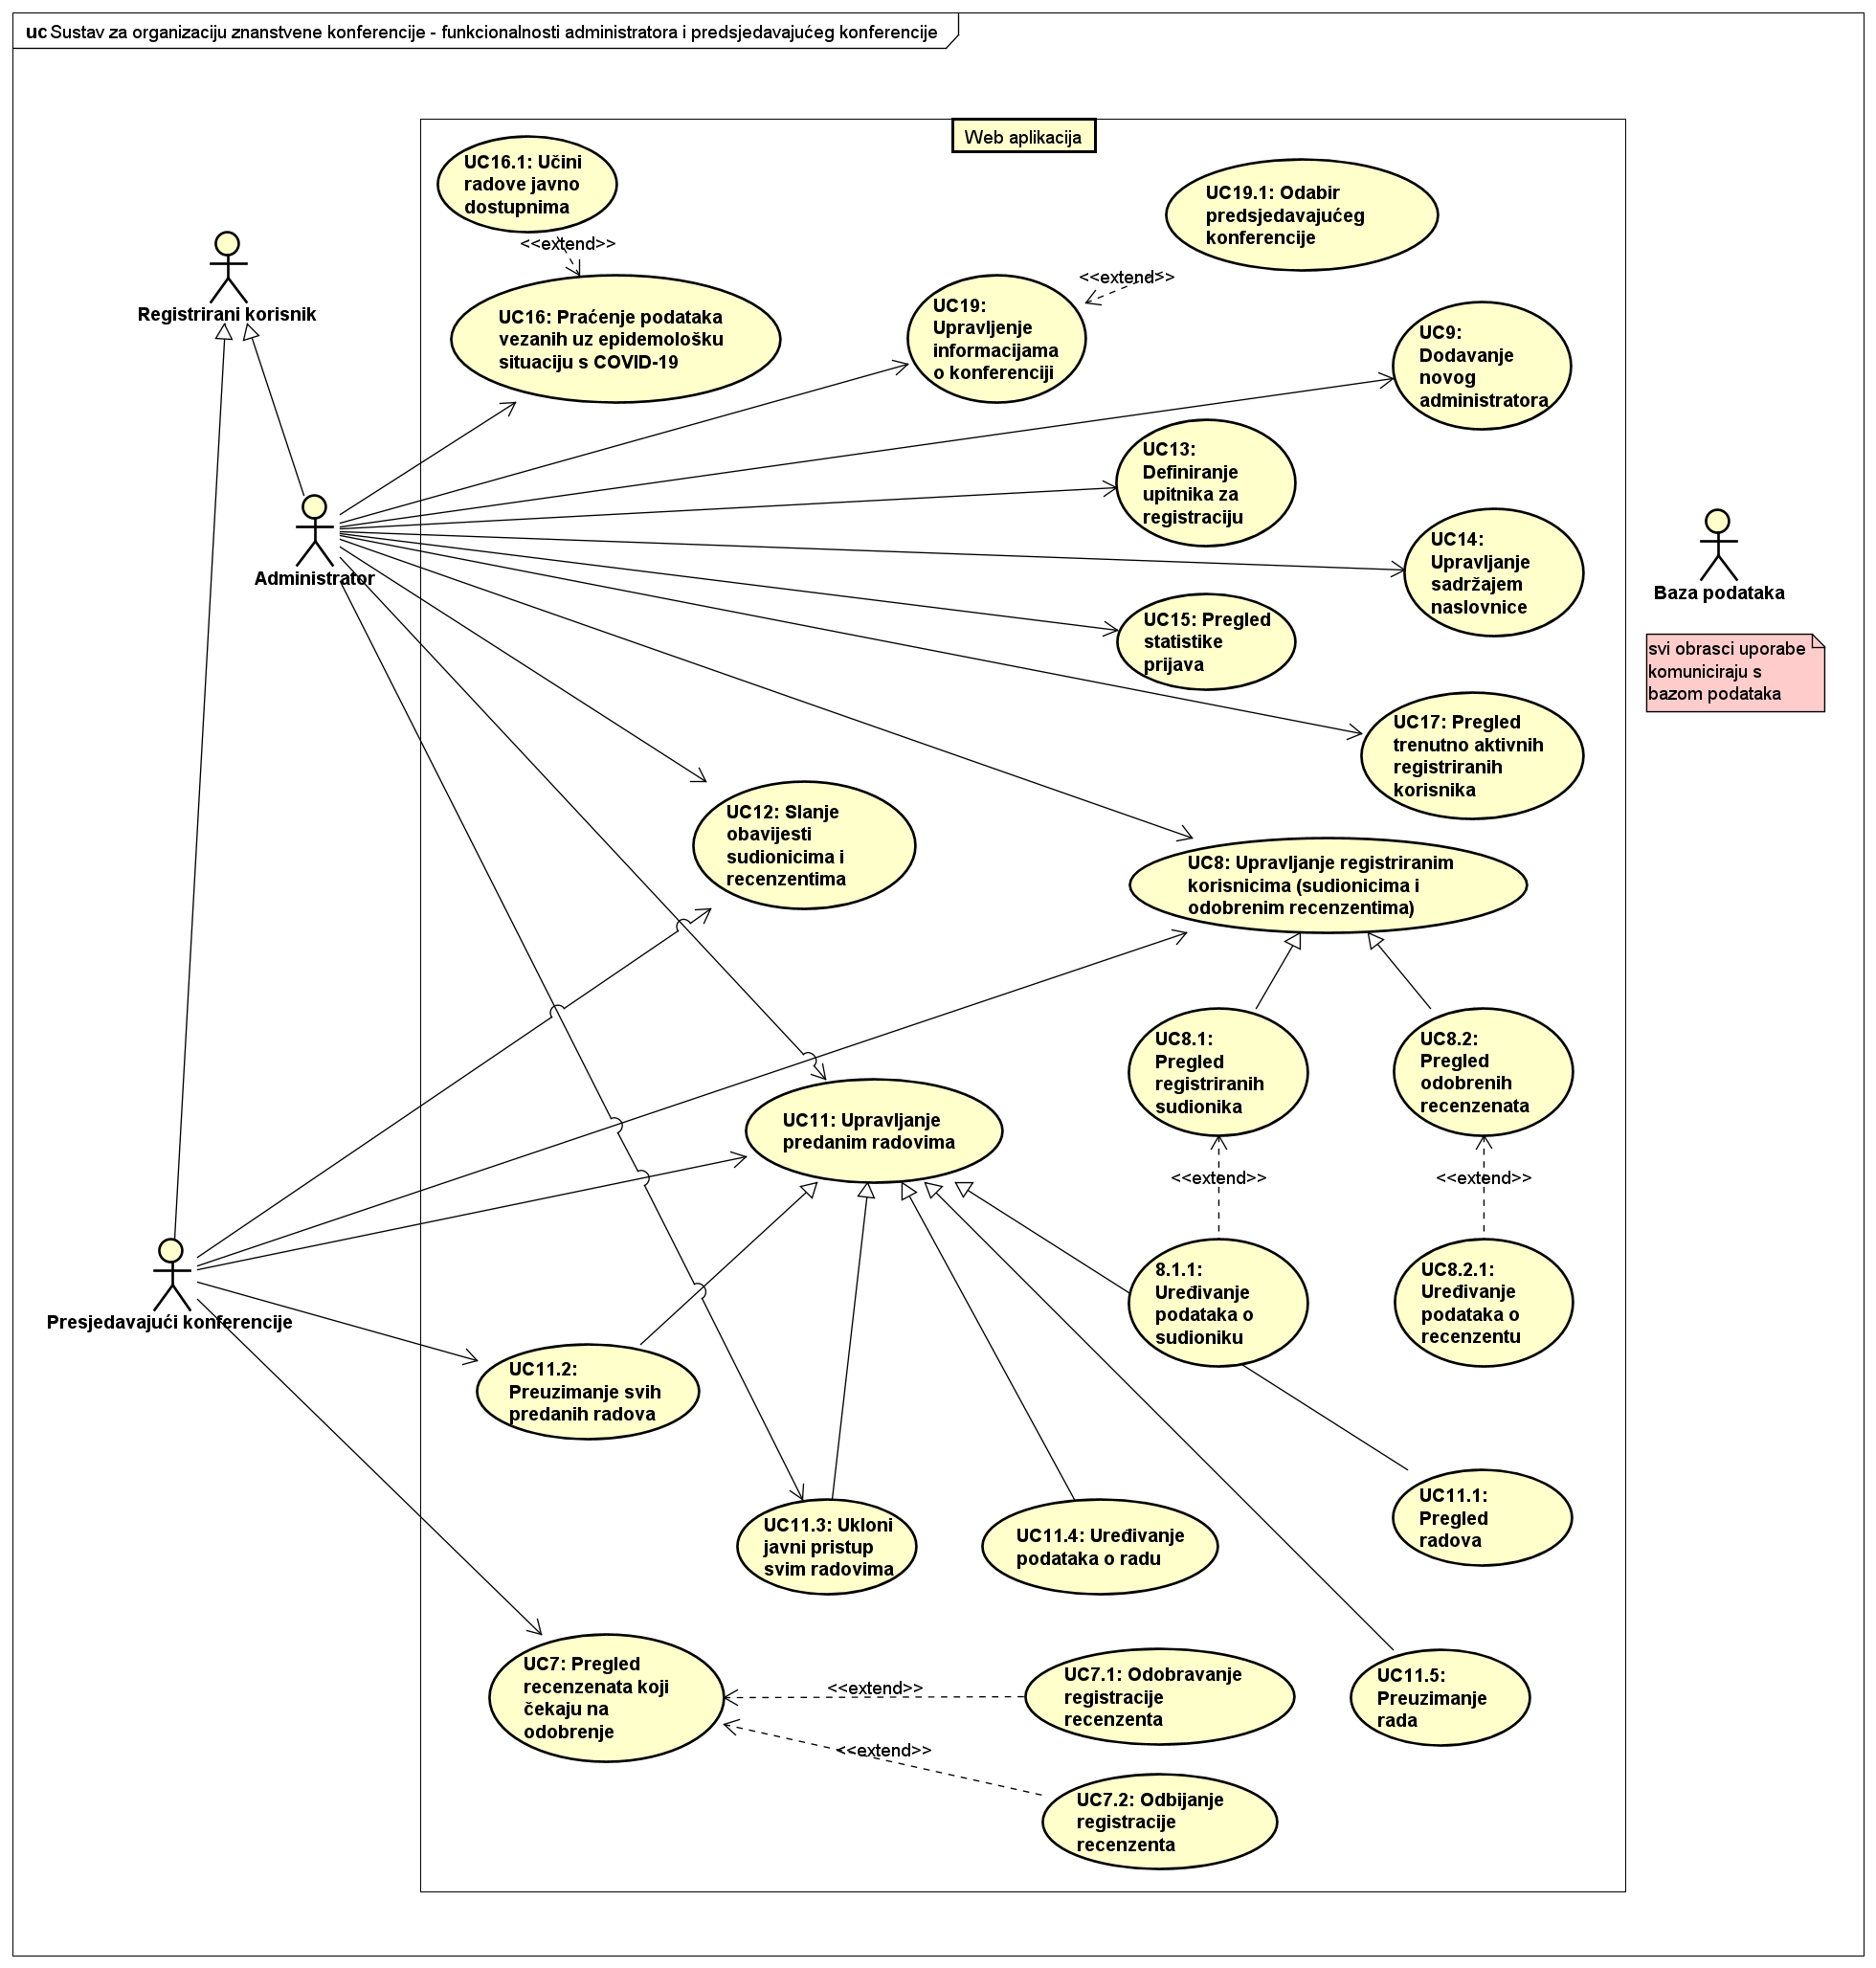 uc Sustav za organizaciju znanstvene konferencije - funkcionalnosti administratora i predsjedavajućeg konferencije
Web aplikacija
UC16.1: Učini
radove javno
dostupnima
<<extend>>
UC16: Praćenje podataka
vezanih uz epidemološku
situaciju s COVID-19
UC19.1: Odabir
predsjedavajućeg
konferencije
<<extend>>
UC19:
Upravljenje
informacijama
o konferenciji
UC9:
Dodavanje
novog
administratora
Registrirani korisnik
UC13:
Definiranje
upitnika za
registraciju
Administrator
UC14:
Upravljanje
sadržajem
naslovnice
Baza podataka
svi obrasci uporabe
komuniciraju s
bazom podataka
UC15: Pregled
statistike
prijava
UC17: Pregled
trenutno aktivnih
registriranih
korisnika
UC12: Slanje
obavijesti
sudionicima i
recenzentima
UC8: Upravljanje registriranim
korisnicima (sudionicima i
odobrenim recenzentima)
UC8.1:
Pregled
registriranih
sudionika
UC8.2:
Pregled
odobrenih
recenzenata
UC11: Upravljanje
predanim radovima
<<extend>>
<<extend>>
8.1.1:
Uređivanje
podataka o
sudioniku
UC8.2.1:
Uređivanje
podataka o
recenzentu
Presjedavajući konferencije
UC11.2:
Preuzimanje svih
predanih radova
UC11.3: Ukloni
javni pristup
svim radovima
UC11.4: Uređivanje
podataka o radu
UC11.1:
Pregled
radova
UC7: Pregled
recenzenata koji
čekaju na
odobrenje
<<extend>>
UC7.1: Odobravanje
registracije
recenzenta
UC11.5:
Preuzimanje
rada
<<extend>>
UC7.2: Odbijanje
registracije
recenzenta